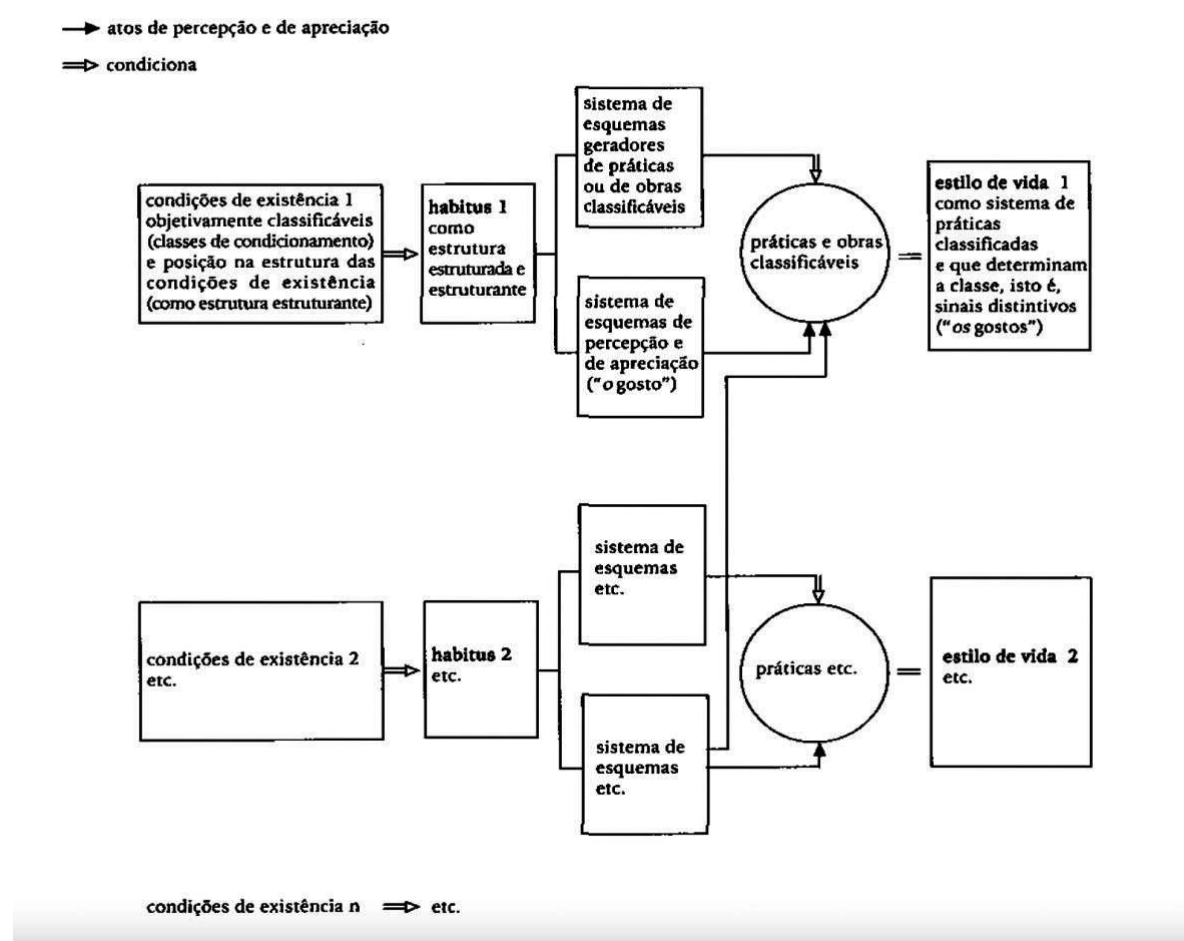 atos de percepção e de apreciação
condiciona
condições de existência 1
objetivamente classificáveis
(classes de condicionamento)
e posição na estrutura das
condições de existência
(como estrutura estruturante)
habitus 1
como
estrutura
estruturada e
estruturante
sistema de
esquemas
geradores
de práticas
ou de obras
classificáveis
sistema de
esquemas de
percepção e
de apreciação
("o gosto")
práticas e obras
classificáveis
estilo de vida 1
como sistema de
práticas
classificadas
e que determinam
a classe, isto é,
sinais distintivos
("os gostos")
condições de existência 2
etc.
habitus 2
etc.
sistema de
esquemas
etc.
sistema de
esquemas
etc.
práticas etc.
estilo de vida 2
etc.
condições de existência n
etc.